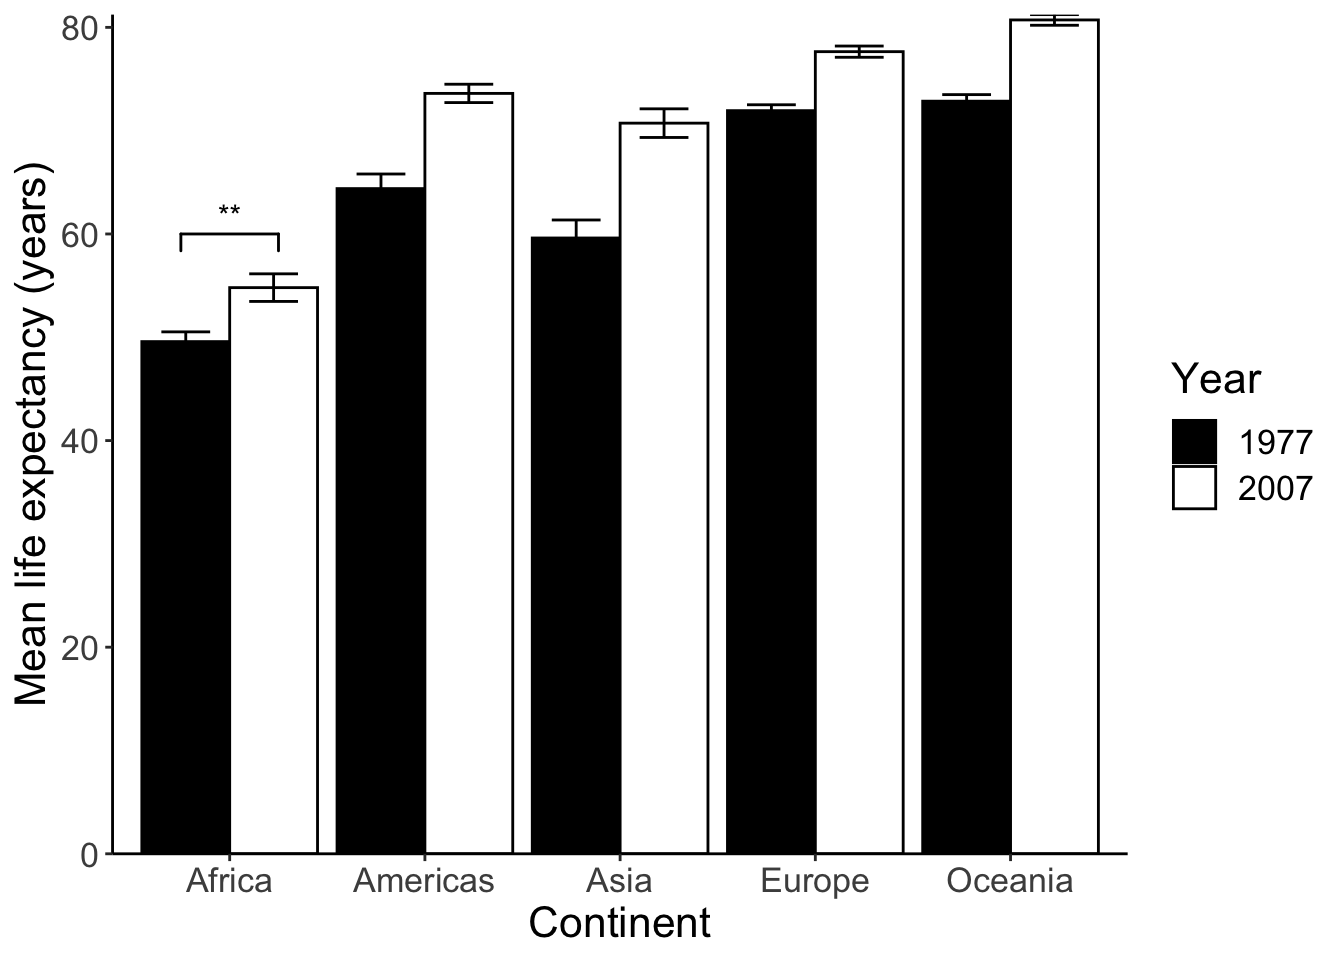 80
60
40
20
0
Mean life expectancy (years)
**
Africa
Americas
Asia
Europe
Oceania
Continent
Year
1977
2007